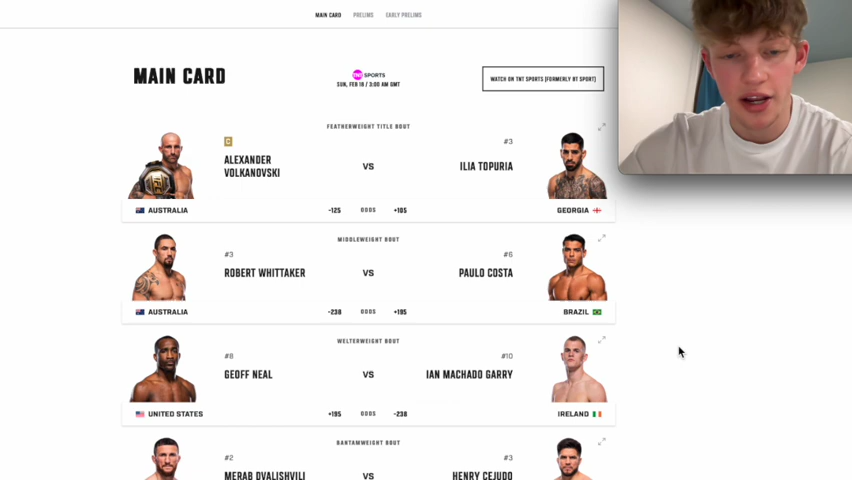 MAIN CARD PRELIMS EARLY PRELIMS
MAIN CARD
TNT SPORTS
SUN, FEB 18 / 3:00 AM GMT
WATCH ON TNT SPORTS (FORMERLY BT SPORT)
FEATHERWEIGHT TITLE BOUT
C #3
ALEXANDER
VOLKANOVSKI
VS ILIA TOPURIA
AUSTRALIA -125 ODDS +105 GEORGIA
MIDDLEWEIGHT BOUT
#3 #6
ROBERT WHITTAKER VS PAULO COSTA
AUSTRALIA -238 ODDS +195 BRAZIL
WELTERWEIGHT BOUT
#8 #10
GEOFF NEAL VS IAN MACHADO GARRY
UNITED STATES +195 ODDS -238 IRELAND
BANTAMWEIGHT BOUT
#2 #3
MERAB DVALISHVILI VS HENRY CEJUDO